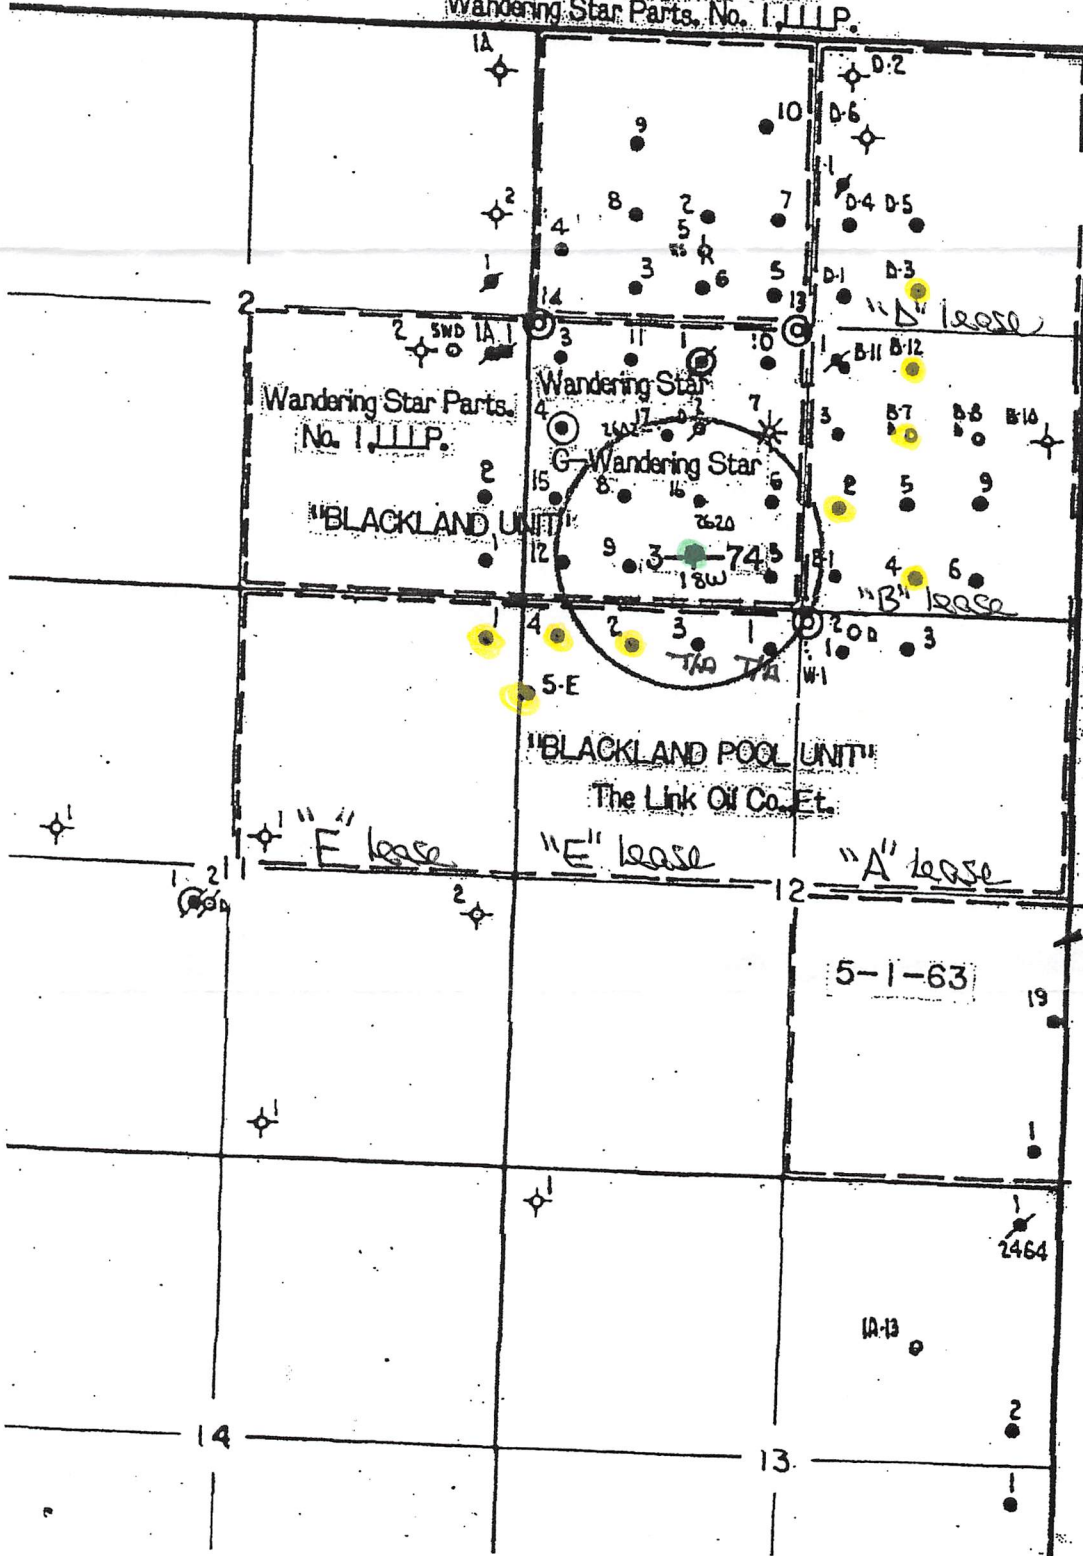 Wandering Star Parts. No. 1, LLLP.
1A
D-2
10
D-6
9
1
8
2
7
D-4 D-5
2
4
5
R
1
3
6
5
D-1
D-3
2
14
13
"D" lease
2
SWD
1A
1
3
11
1
10
1
B-11
B-12
Wandering Star
Wandering Star Parts.
No. 1, LLLP.
4
17
2
7
3
B-7
B-8
B-10
D
D
C-Wandering Star
2
15
8
16
6
2
5
9
"BLACKLAND UNIT"
2620
1
12
9
3-74
5
B-1
4
6
18W
"B" lease
1
4
2
3
1
2
O D
1
3
T/A
T/A
W-1
5-E
"BLACKLAND POOL UNIT"
The Link Oil Co. Et.
1
1
"F" lease
"E" lease
"A" lease
1
2
11
D
2
12
5-1-63
19
1
1
1
1
2464
1A-13
2
14
13
1